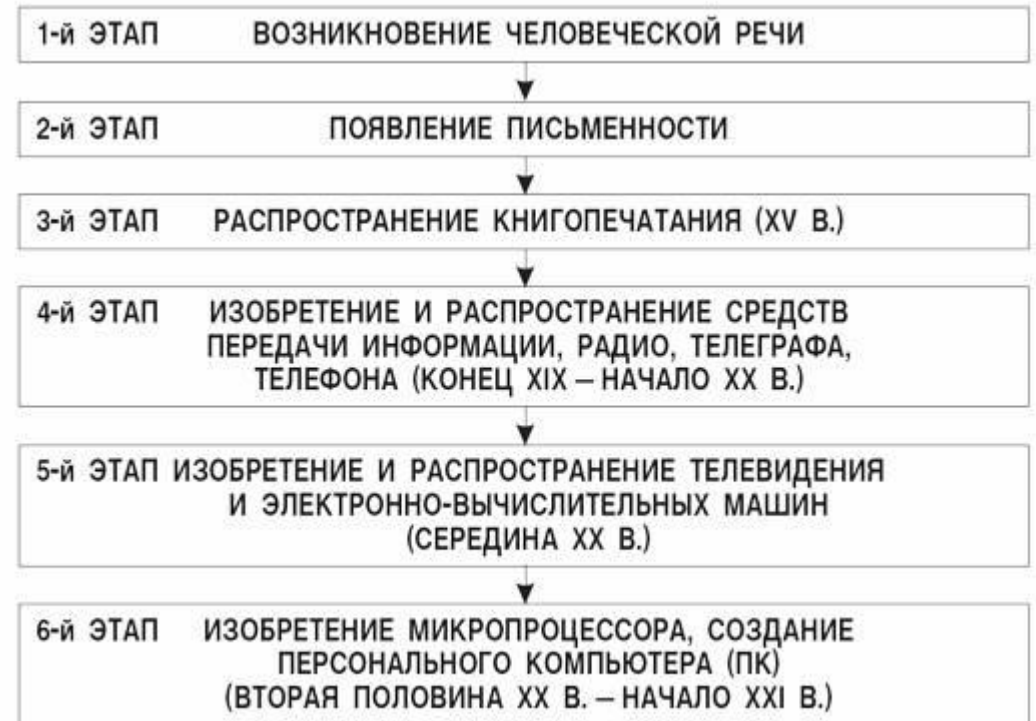 1-й ЭТАП ВОЗНИКНОВЕНИЕ ЧЕЛОВЕЧЕСКОЙ РЕЧИ
2-й ЭТАП ПОЯВЛЕНИЕ ПИСЬМЕННОСТИ
3-й ЭТАП РАСПРОСТРАНЕНИЕ КНИГОПЕЧАТАНИЯ (XV В.)
4-й ЭТАП ИЗОБРЕТЕНИЕ И РАСПРОСТРАНЕНИЕ СРЕДСТВ
ПЕРЕДАЧИ ИНФОРМАЦИИ, РАДИО, ТЕЛЕГРАФА,
ТЕЛЕФОНА (КОНЕЦ XIX – НАЧАЛО XX В.)
5-й ЭТАП ИЗОБРЕТЕНИЕ И РАСПРОСТРАНЕНИЕ ТЕЛЕВИДЕНИЯ
И ЭЛЕКТРОННО-ВЫЧИСЛИТЕЛЬНЫХ МАШИН
(СЕРЕДИНА XX В.)
6-й ЭТАП ИЗОБРЕТЕНИЕ МИКРОПРОЦЕССОРА, СОЗДАНИЕ
ПЕРСОНАЛЬНОГО КОМПЬЮТЕРА (ПК)
(ВТОРАЯ ПОЛОВИНА XX В. – НАЧАЛО XXI В.)